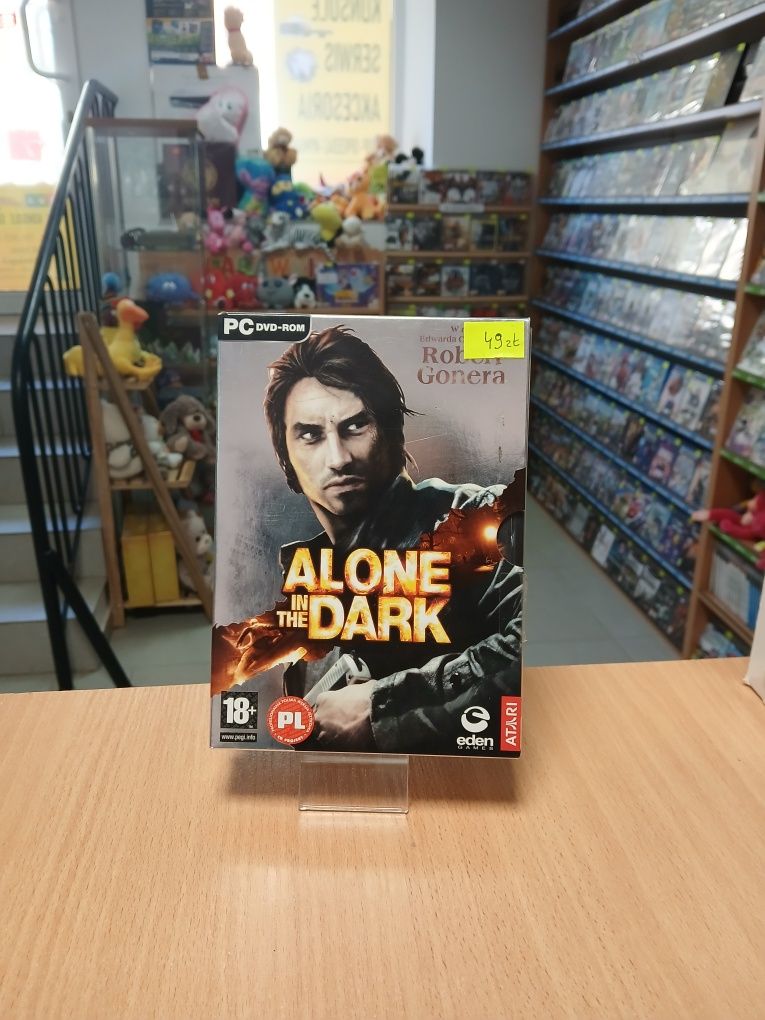 KONSOLE
SERWIS
AKCESORIA
PC DVD-ROM
49 zł
Robert
Gonera
ALONE
IN THE DARK
18+
www.pegi.info
PL
eden
GAMES
ATARI